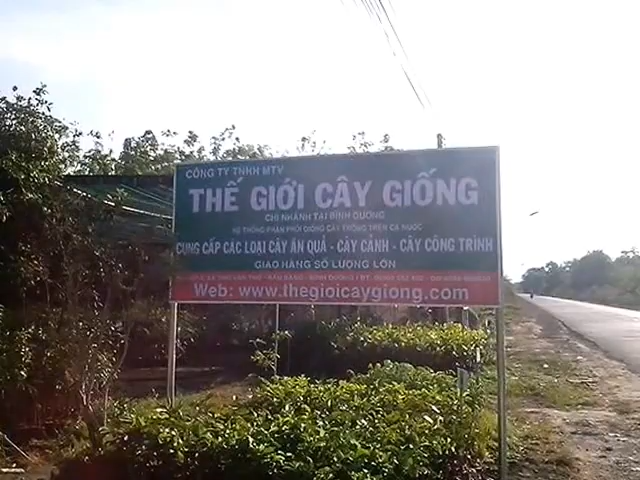 CÔNG TY TNHH MTV
THẾ GIỚI CÂY GIỐNG
CHI NHÁNH TẠI BÌNH DƯƠNG
HỆ THỐNG PHÂN PHỐI GIỐNG CÂY TRỒNG TRÊN CẢ NƯỚC
CUNG CẤP CÁC LOẠI CÂY ĂN QUẢ - CÂY CẢNH - CÂY CÔNG TRÌNH
GIAO HÀNG SỐ LƯỢNG LỚN
Web: www.thegioicaygiong.com